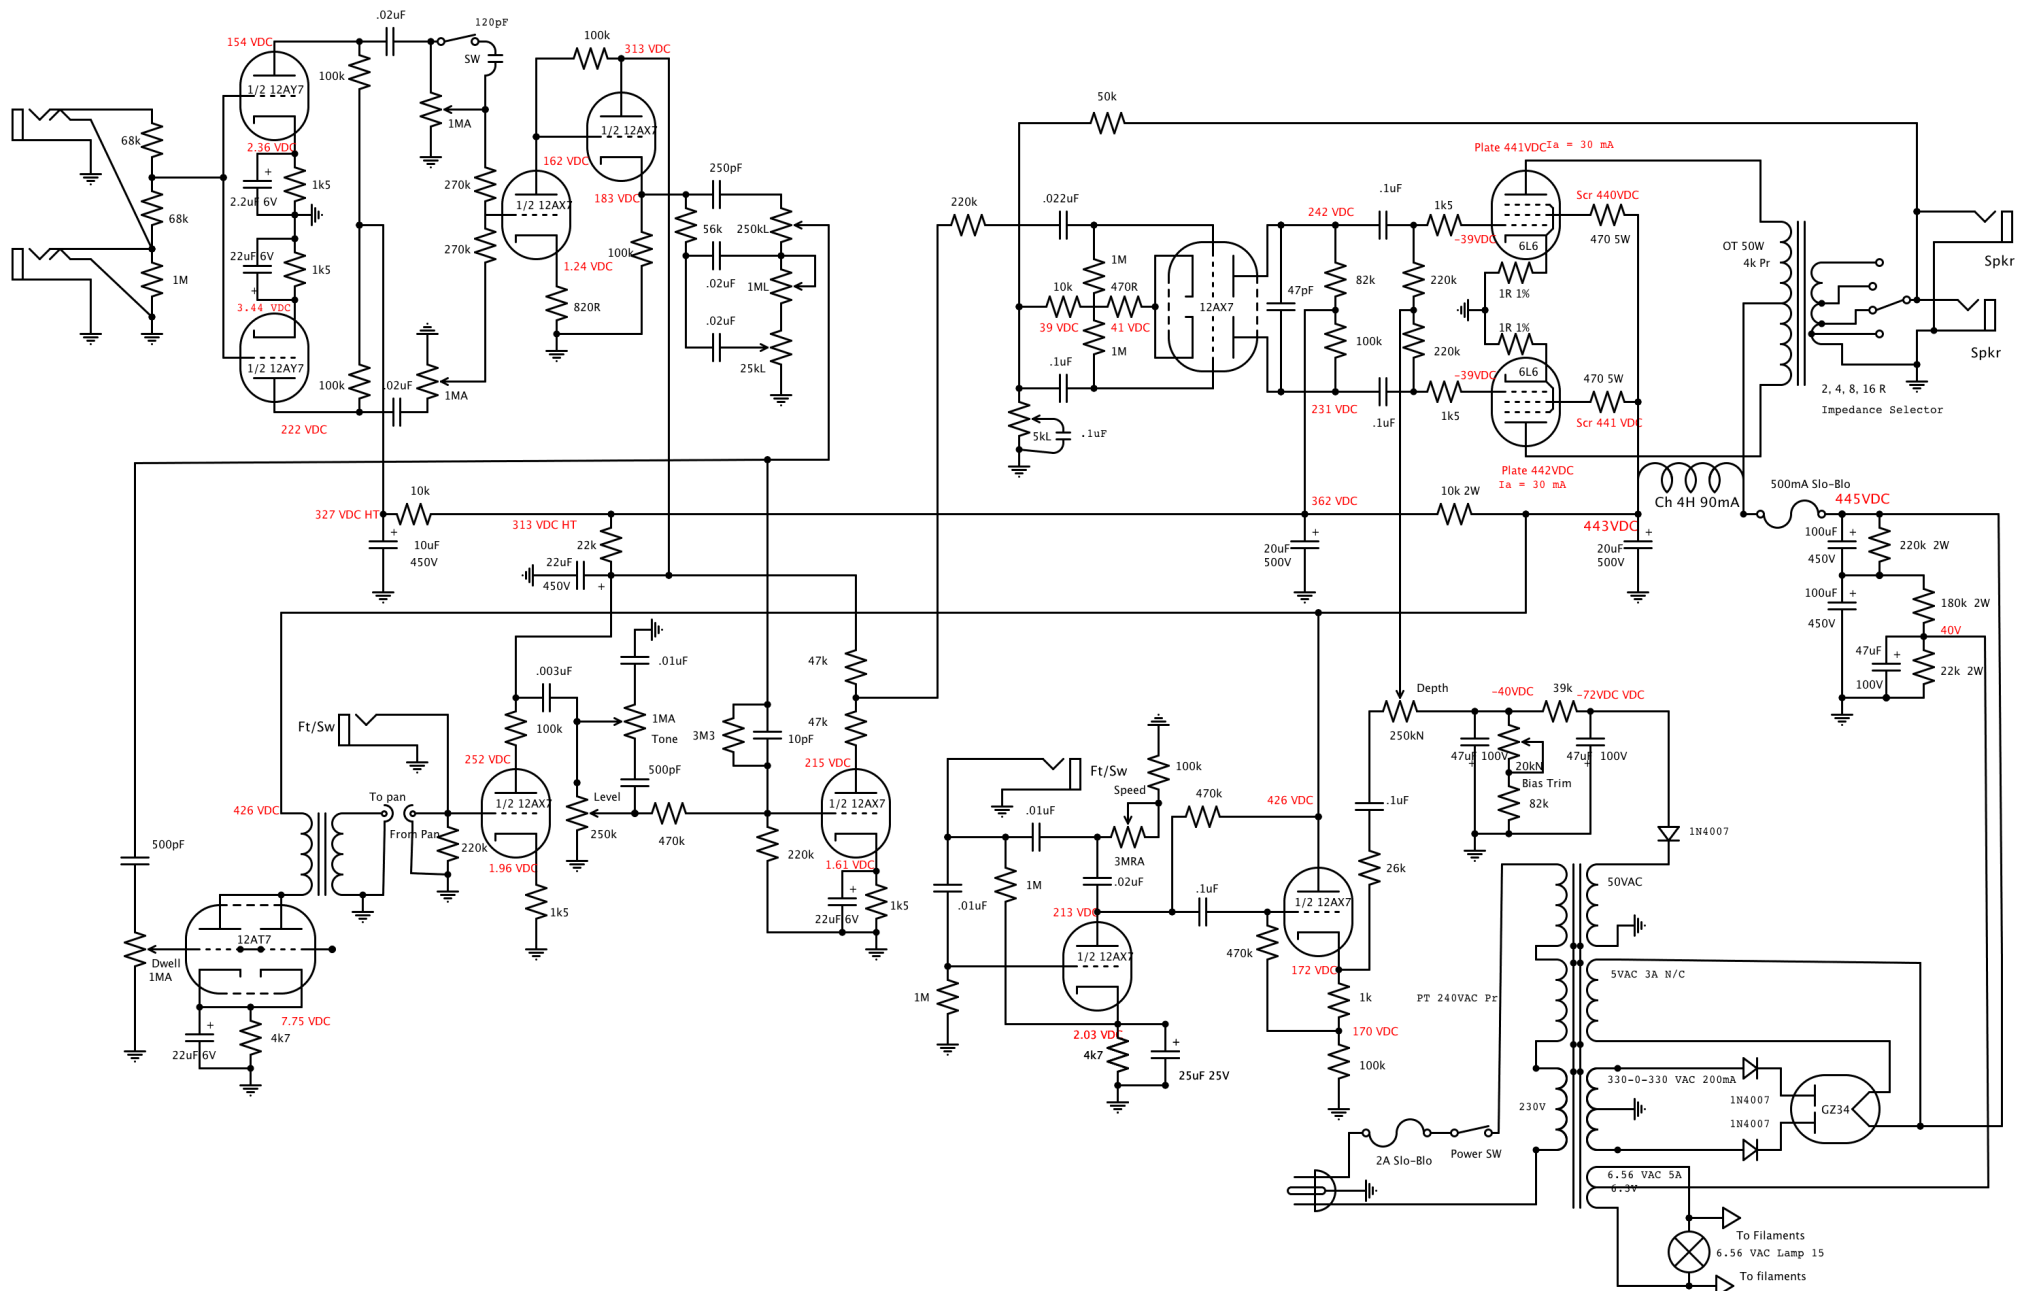 .02uF
120pF
154 VDC
SW
100k
313 VDC
100k
1/2 12AY7
1MA
1/2 12AX7
68k
2.36 VDC
162 VDC
250pF
2.2uF 6V
1k5
270k
1/2 12AX7
183 VDC
68k
56k
250kL
22uF 6V
1k5
270k
100k
1.24 VDC
1M
.02uF
1ML
3.44 VDC
820R
.02uF
1/2 12AY7
100k
.02uF
1MA
25kL
222 VDC
50k
Plate 441VDC
Ia = 30 mA
220k
.022uF
.1uF
Scr 440VDC
242 VDC
1k5
-39VDC
6L6
470 5W
OT 50W
4k Pr
Spkr
1M
10k
470R
47pF
82k
220k
1R 1%
39 VDC
41 VDC
12AX7
1R 1%
1M
100k
220k
Spkr
.1uF
-39VDC
6L6
470 5W
2, 4, 8, 16 R
Impedance Selector
231 VDC
.1uF
1k5
Scr 441 VDC
5kL
.1uF
Plate 442VDC
Ia = 30 mA
Ch 4H 90mA
500mA Slo-Blo
445VDC
10k
327 VDC HT
313 VDC HT
362 VDC
10k 2W
443VDC
10uF
450V
22k
22uF
450V
20uF
500V
20uF
500V
100uF
450V
220k 2W
100uF
450V
180k 2W
40V
47uF
100V
22k 2W
.003uF
.01uF
47k
Ft/Sw
100k
1MA
Tone
3M3
10pF
47k
252 VDC
500pF
215 VDC
426 VDC
To pan
1/2 12AX7
Level
1/2 12AX7
From Pan
250k
500pF
220k
470k
220k
1.96 VDC
1.61 VDC
1k5
22uF 6V
1k5
12AT7
Dwell
1MA
7.75 VDC
22uF 6V
4k7
Depth
-40VDC
39k
-72VDC VDC
250kN
47uF 100V
20kN
47uF 100V
Bias Trim
82k
Ft/Sw
100k
Speed
470k
426 VDC
.01uF
.1uF
3MRA
1N4007
1M
.02uF
26k
50VAC
.01uF
.1uF
1/2 12AX7
213 VDC
470k
1/2 12AX7
172 VDC
5VAC 3A N/C
1M
1k
PT 240VAC Pr
2.03 VDC
170 VDC
4k7
100k
25uF 25V
330-0-330 VAC 200mA
1N4007
230V
GZ34
1N4007
2A Slo-Blo
Power SW
6.56 VAC 5A
6.3V
To Filaments
6.56 VAC Lamp 15
To filaments